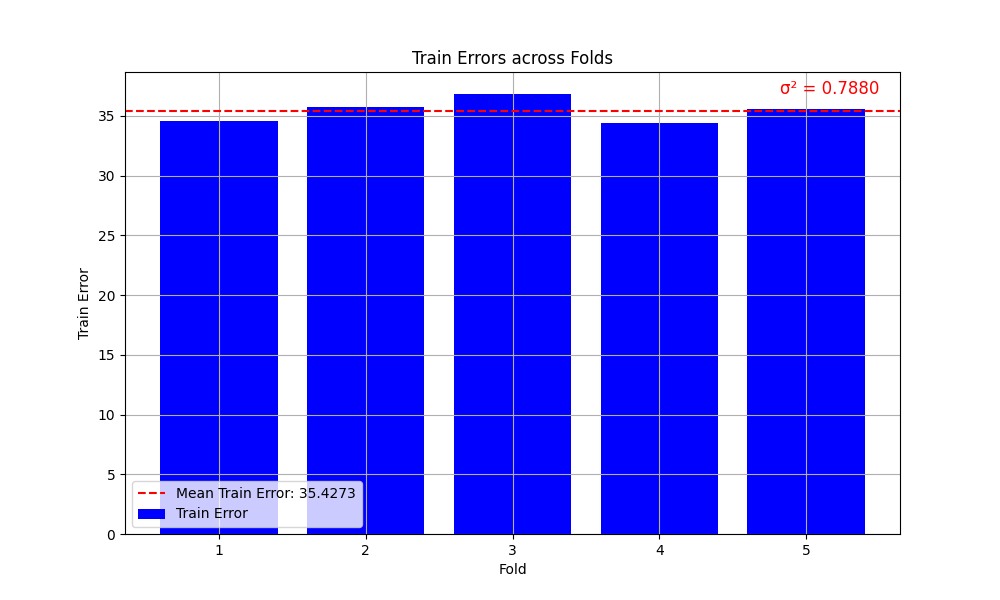 Train Errors across Folds
σ² = 0.7880
Train Error
35
30
25
20
15
10
5
0
Mean Train Error: 35.4273
Train Error
1 2 3 4 5
Fold